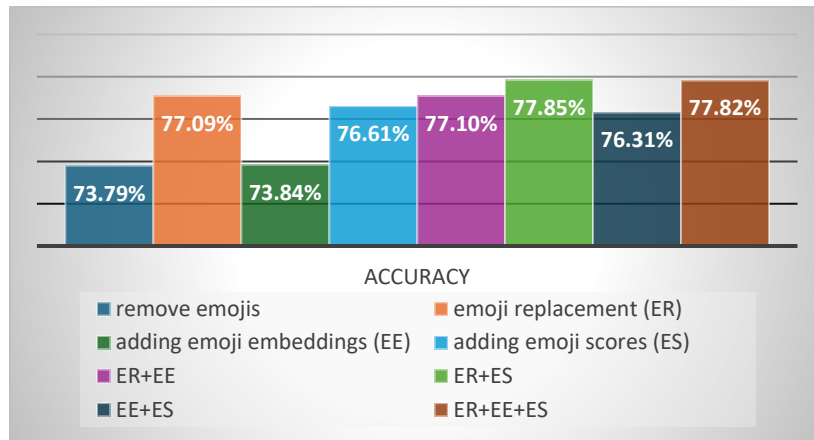 73.79%
77.09%
73.84%
76.61%
77.10%
77.85%
76.31%
77.82%
ACCURACY
remove emojis
emoji replacement (ER)
adding emoji embeddings (EE)
adding emoji scores (ES)
ER+EE
ER+ES
EE+ES
ER+EE+ES